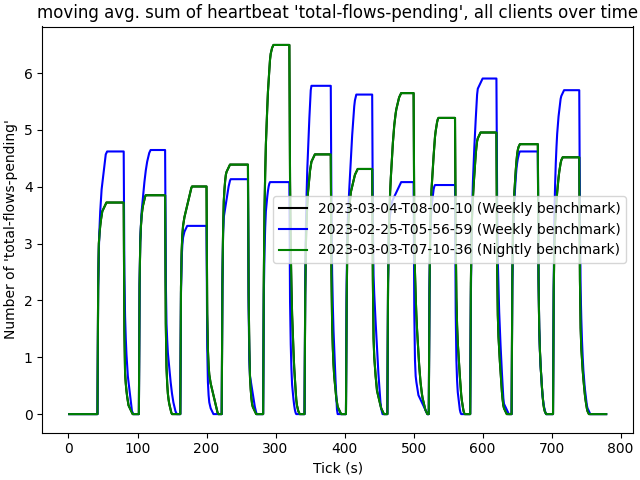 moving avg. sum of heartbeat 'total-flows-pending', all clients over time
Number of 'total-flows-pending'
6
5
4
3
2
1
0
2023-03-04-T08-00-10 (Weekly benchmark)
2023-02-25-T05-56-59 (Weekly benchmark)
2023-03-03-T07-10-36 (Nightly benchmark)
0 100 200 300 400 500 600 700 800
Tick (s)